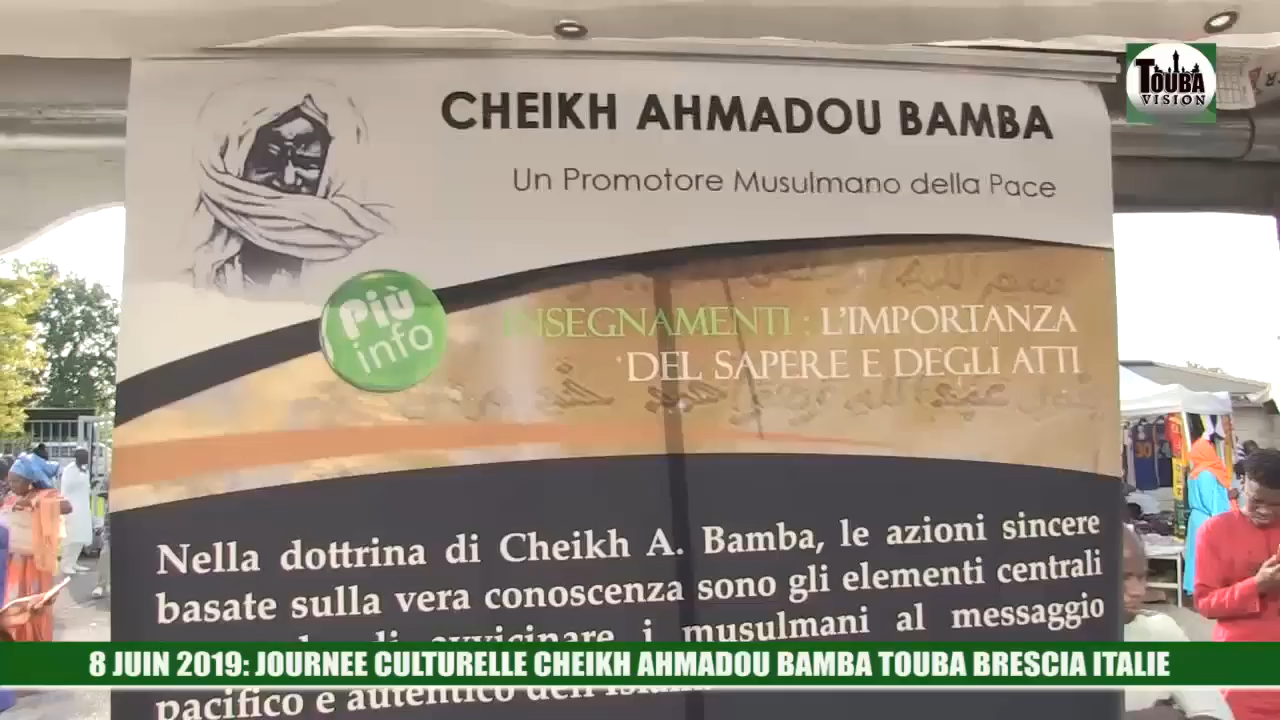 TOUBA
VISION
CHEIKH AHMADOU BAMBA
Un Promotore Musulmano della Pace
Più
info
INSEGNAMENTI : L'IMPORTANZA
DEL SAPERE E DEGLI ATTI
Nella dottrina di Cheikh A. Bamba, le azioni sincere
basate sulla vera conoscenza sono gli elementi centrali
avvicinare i musulmani al messaggio
8 JUIN 2019: JOURNEE CULTURELLE CHEIKH AHMADOU BAMBA TOUBA BRESCIA ITALIE
pacifico e autentico
30